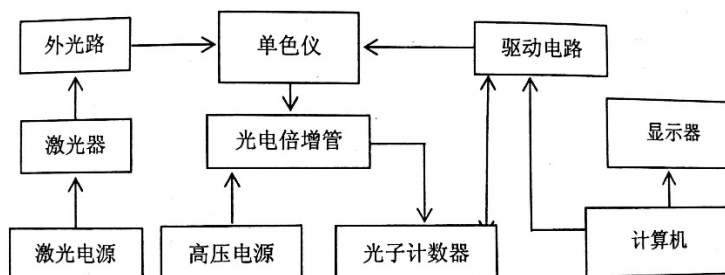 外光路
单色仪
驱动电路
激光器
光电倍增管
显示器
激光电源
高压电源
光子计数器
计算机